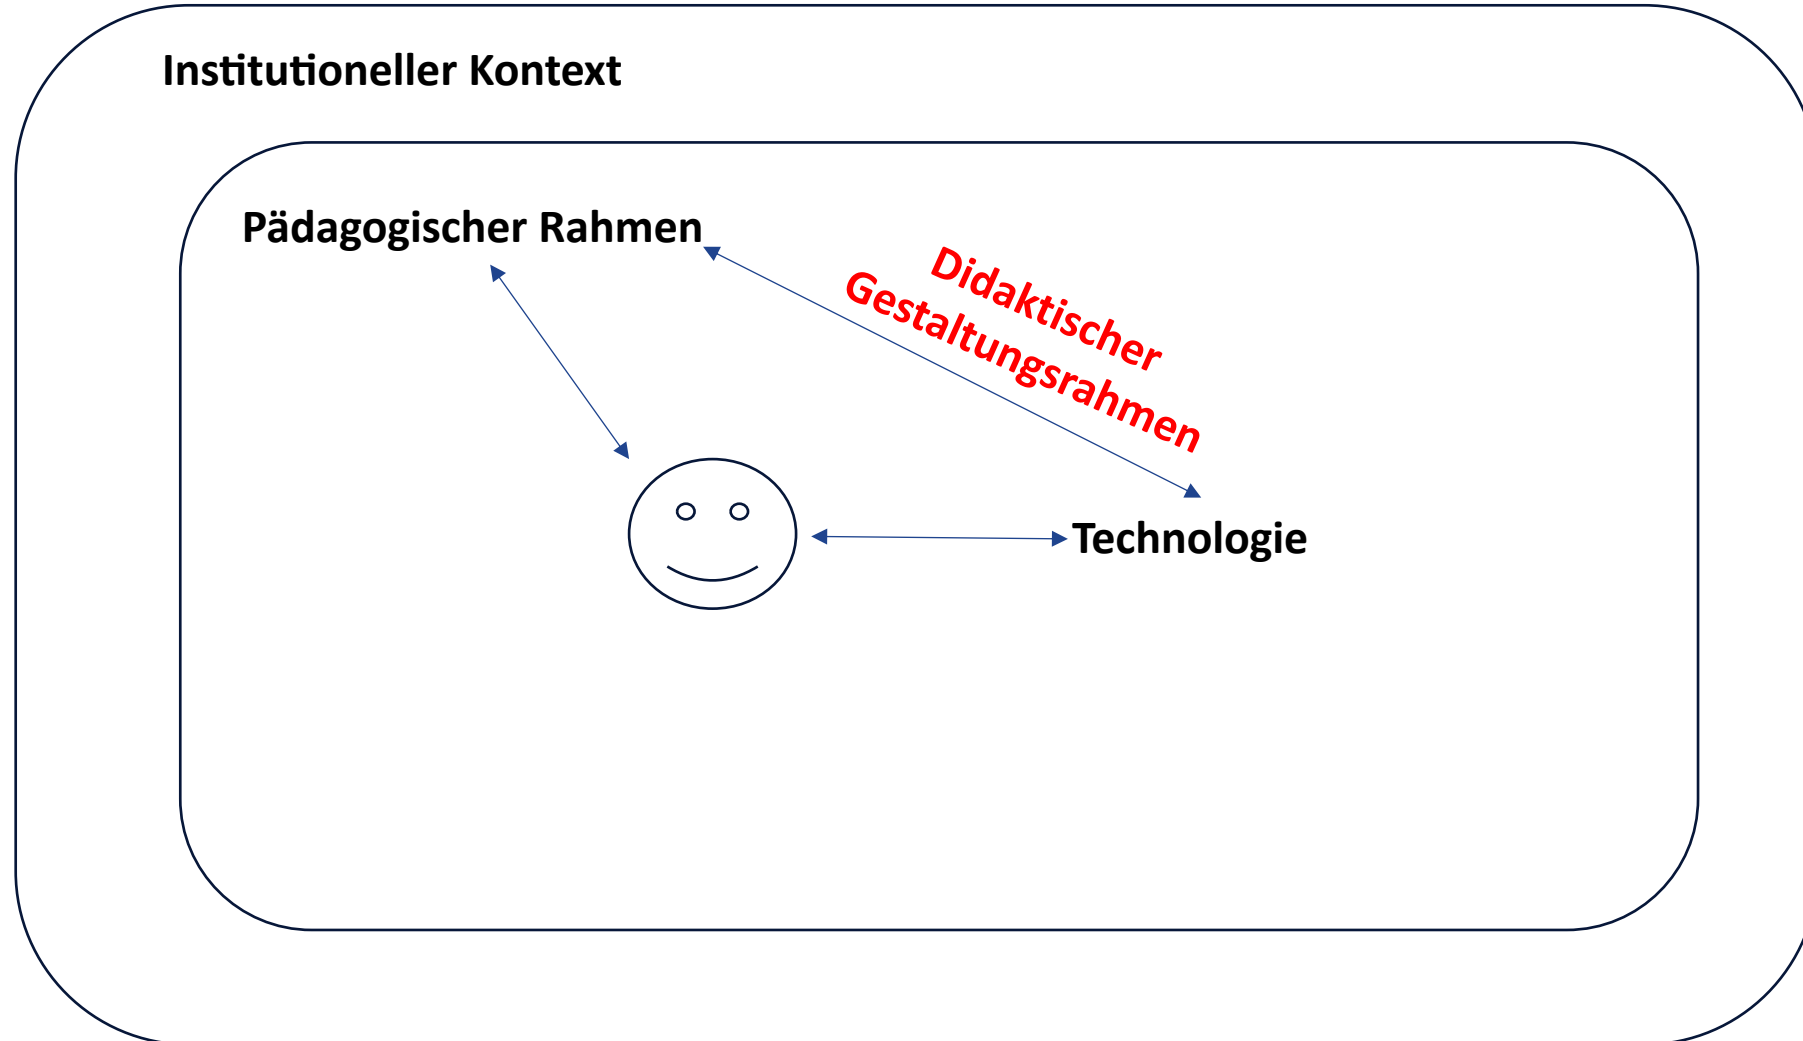 Institutioneller Kontext
Pädagogischer Rahmen
Didaktischer
Gestaltungsrahmen
Technologie